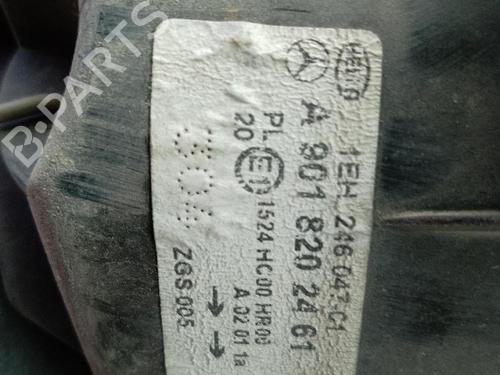 HELLA
1EH 246 047-01
A 901 820 24 61
PL
20
E1
1524 HC00 HR00
A 02 01 1a
ZGS 005
B-PARTS